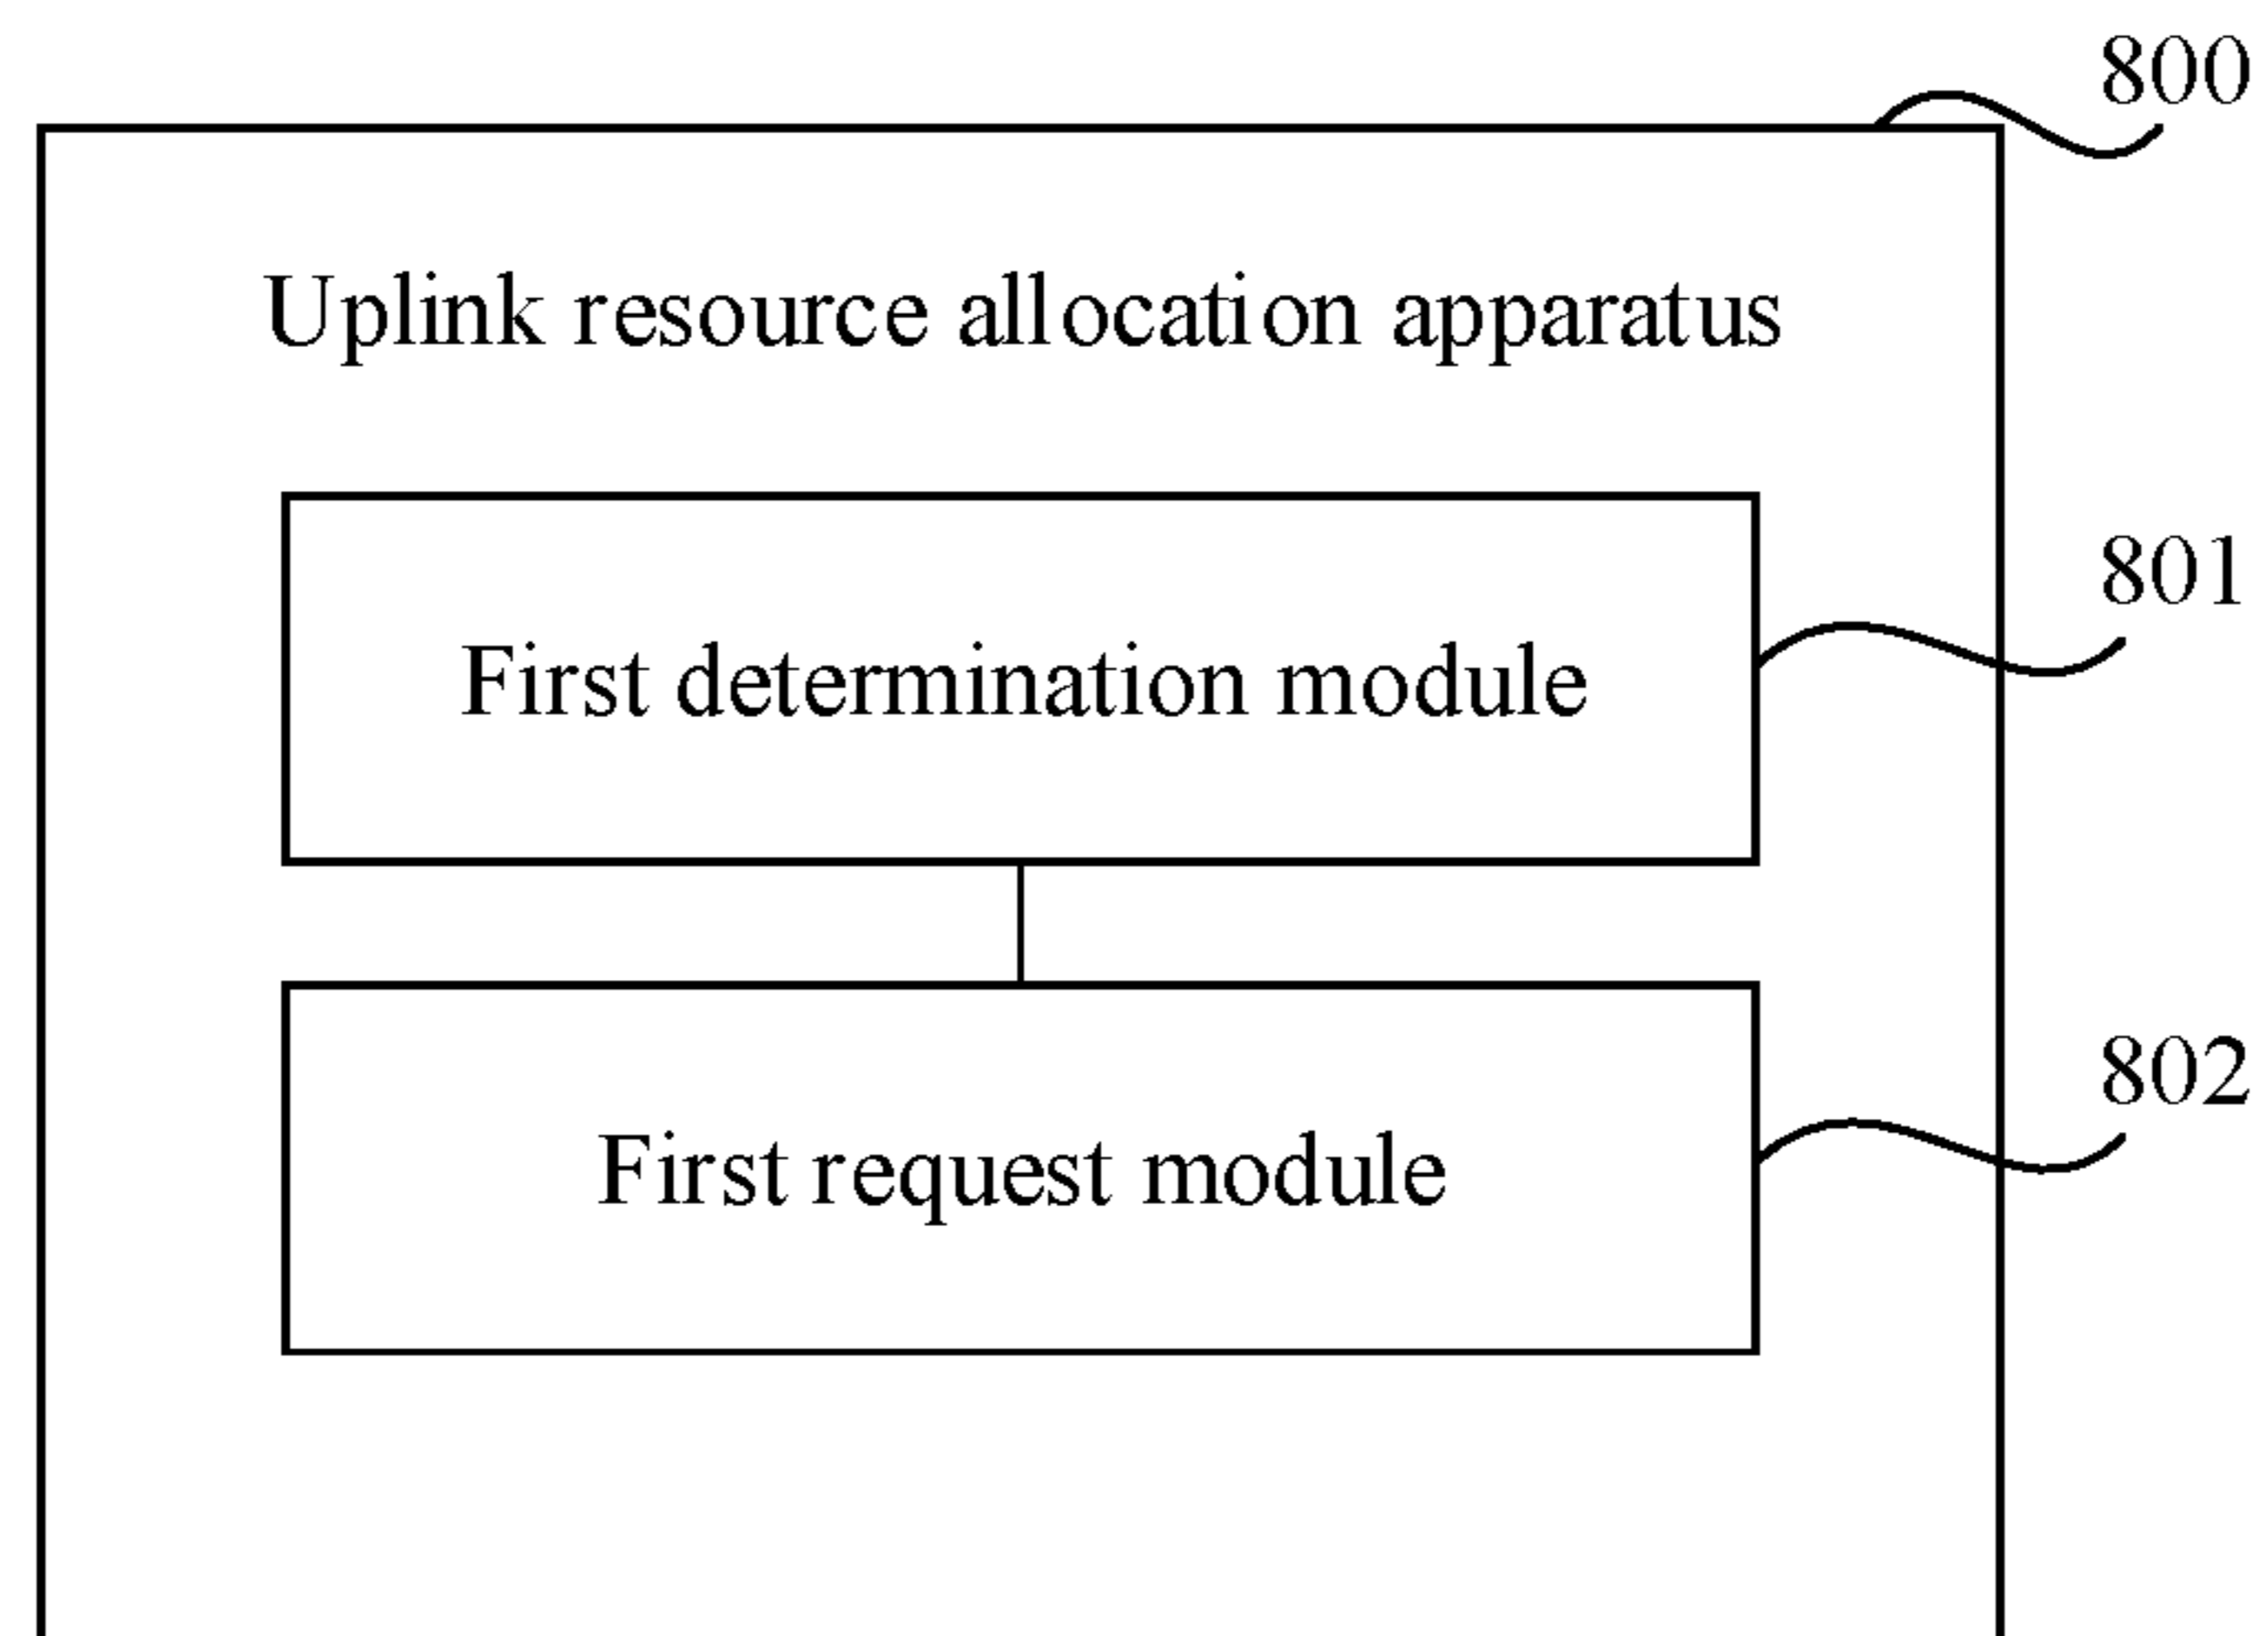 800
Uplink resource allocation apparatus
801
First determination module
802
First request module